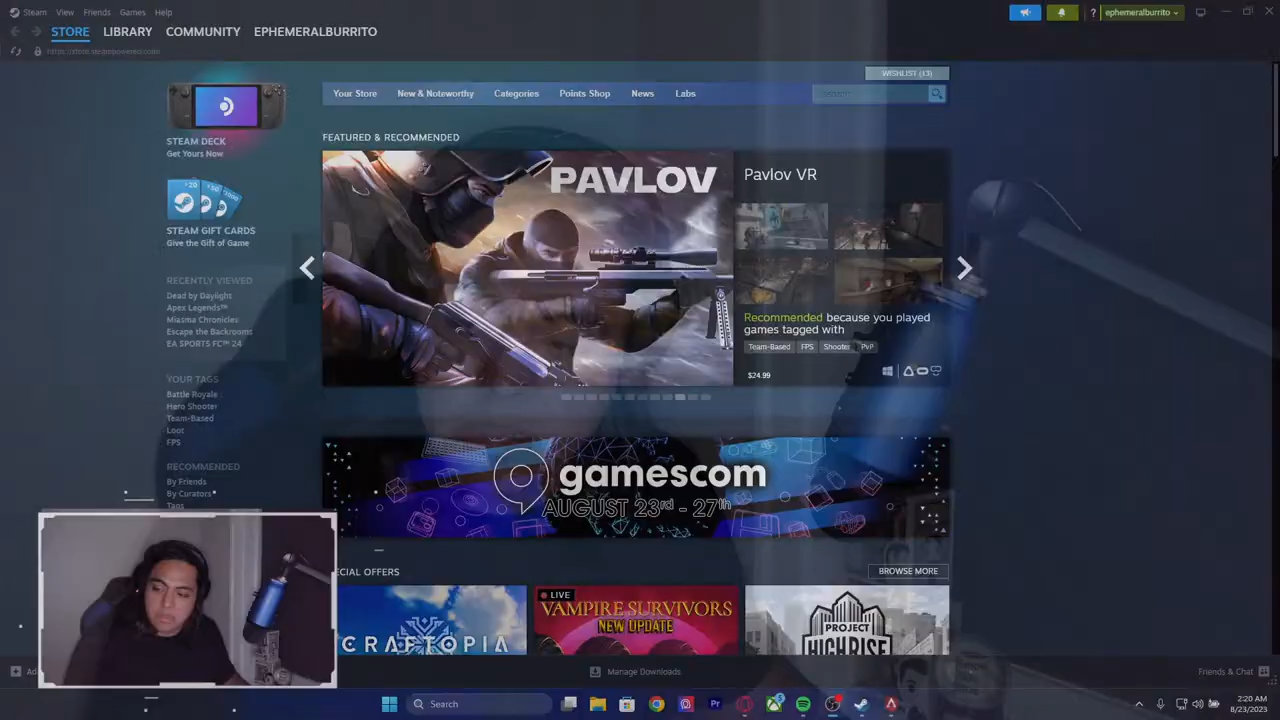 Steam View Friends Games Help
ephemeralburrito
STORE LIBRARY COMMUNITY EPHEMERALBURRITO
https://store.steampowered.com
WISHLIST (13)
Your Store New & Noteworthy Categories Points Shop News Labs
STEAM DECK
Get Yours Now
FEATURED & RECOMMENDED
PAVLOV
Pavlov VR
STEAM GIFT CARDS
Give the Gift of Game
RECENTLY VIEWED
Dead by Daylight
Apex Legends™
Miasma Chronicles
Escape the Backrooms
EA SPORTS FC™ 24
Recommended because you played
games tagged with
Team-Based FPS Shooter PvP
$24.99
YOUR TAGS
Battle Royale
Hero Shooter
Team-Based
Loot
FPS
RECOMMENDED
By Friends
By Curators
Tags
gamescom
AUGUST 23rd - 27th
OFFERS
BROWSE MORE
CRAFTOPIA
LIVE
VAMPIRE SURVIVORS
NEW UPDATE
PROJECT
HIGHRISE
Manage Downloads
Friends & Chat
Search
2:20 AM
8/23/2023